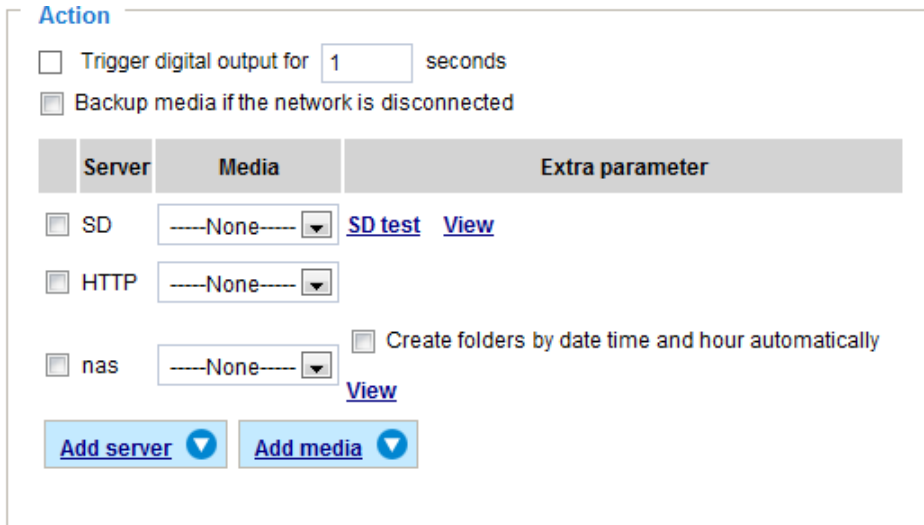 Action
Trigger digital output for 1 seconds
Backup media if the network is disconnected
Server Media Extra parameter
SD -----None----- SD test View
HTTP -----None-----
nas -----None----- Create folders by date time and hour automatically
View
Add server Add media